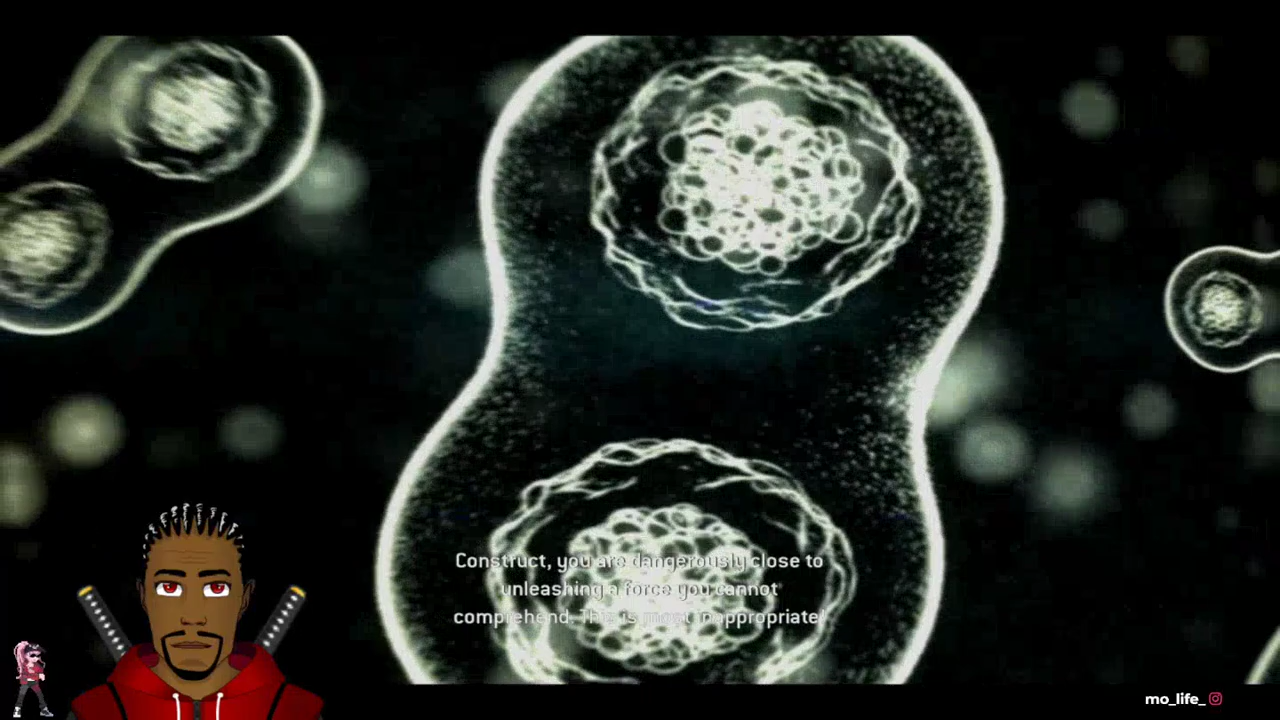 Construct, you are dangerously close to
unleashing a force you cannot
comprehend. This is most inappropriate!
mo_life_